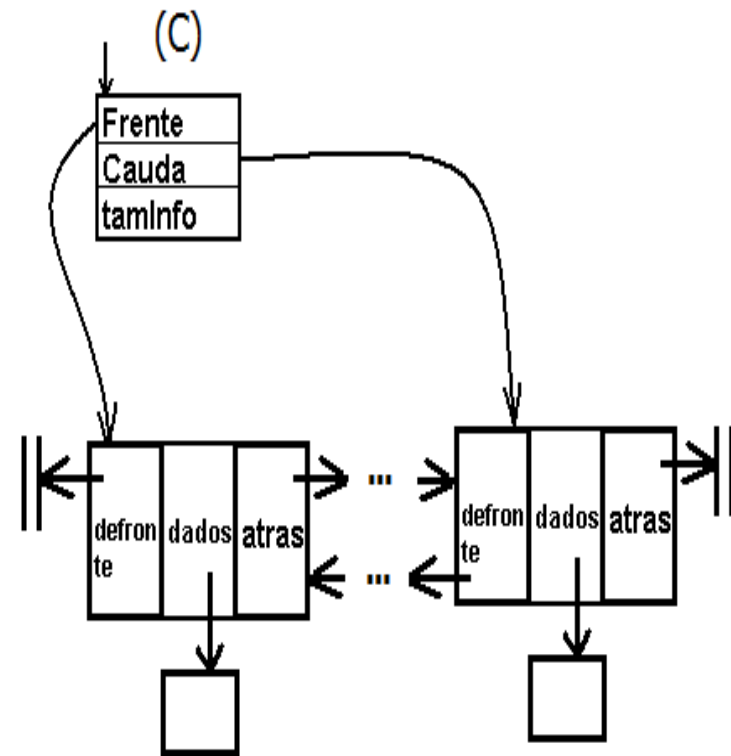 (C)
Frente
Cauda
tamInfo
... 
defron
te
dados
atras
...
defron
te
dados
atras